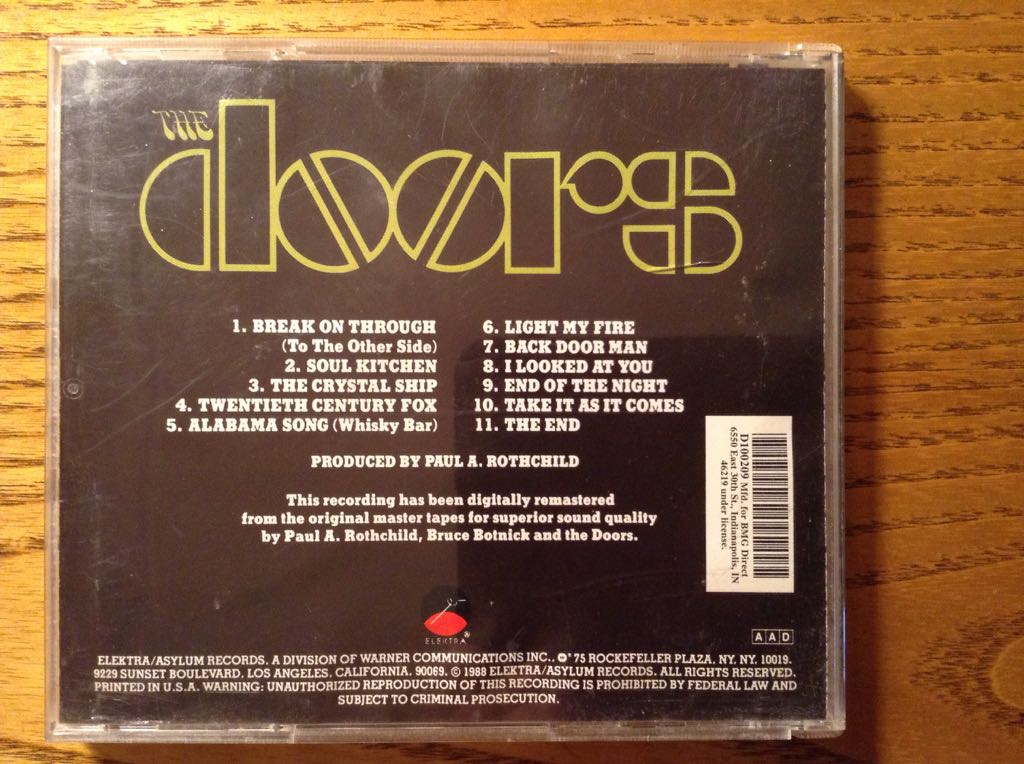 THE
doors
1. BREAK ON THROUGH
(To The Other Side)
2. SOUL KITCHEN
3. THE CRYSTAL SHIP
4. TWENTIETH CENTURY FOX
5. ALABAMA SONG (Whisky Bar)
6. LIGHT MY FIRE
7. BACK DOOR MAN
8. I LOOKED AT YOU
9. END OF THE NIGHT
10. TAKE IT AS IT COMES
11. THE END
PRODUCED BY PAUL A. ROTHCHILD
This recording has been digitally remastered
from the original master tapes for superior sound quality
by Paul A. Rothchild, Bruce Botnick and the Doors.
D100209 Mfd. for BMG Direct
6550 East 30th St., Indianapolis, IN
46219 under license.
ELEKTRA®
AAD
ELEKTRA/ASYLUM RECORDS. A DIVISION OF WARNER COMMUNICATIONS INC., 75 ROCKEFELLER PLAZA, NY, NY, 10019.
9229 SUNSET BOULEVARD, LOS ANGELES, CALIFORNIA. 90069. © 1988 ELEKTRA/ASYLUM RECORDS. ALL RIGHTS RESERVED.
PRINTED IN U.S.A. WARNING: UNAUTHORIZED REPRODUCTION OF THIS RECORDING IS PROHIBITED BY FEDERAL LAW AND
SUBJECT TO CRIMINAL PROSECUTION.